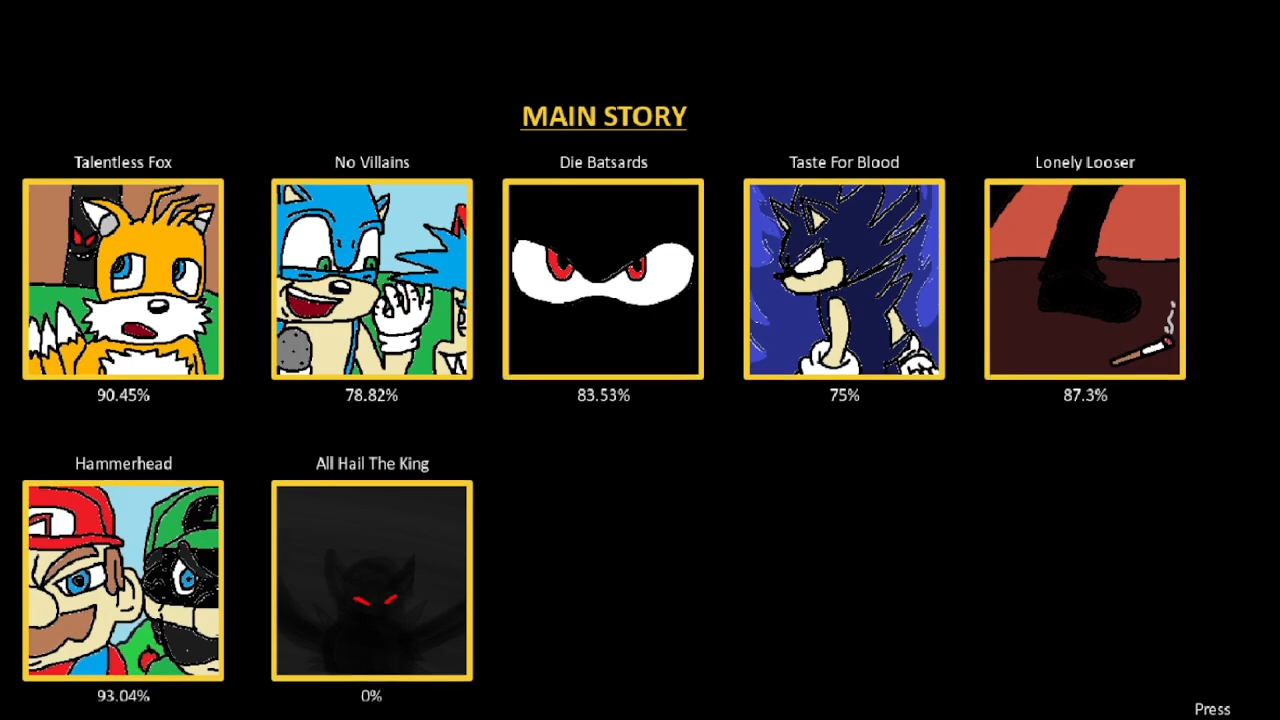 MAIN STORY
Talentless Fox
No Villains
Die Batsards
Taste For Blood
Lonely Looser
90.45%
78.82%
83.53%
75%
87.3%
Hammerhead
All Hail The King
93.04%
0%
Press